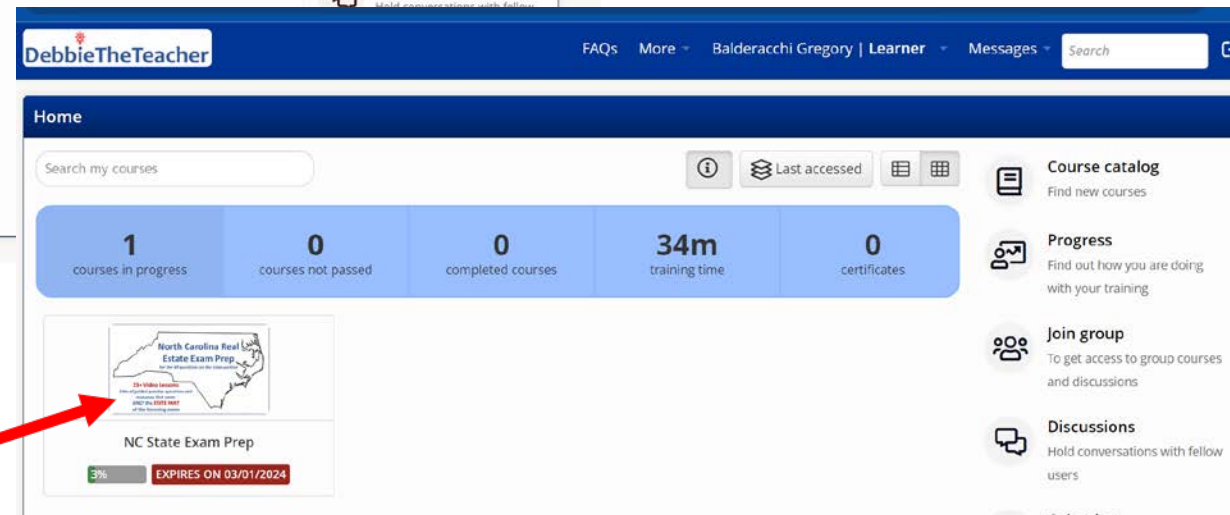 Hold conversations with fellow
DebbieTheTeacher
FAQs More Balderacchi Gregory | Learner Messages Search
Home
Search my courses
Last accessed
1
courses in progress
0
courses not passed
0
completed courses
34m
training time
0
certificates
North Carolina Real
Estate Exam Prep
NC State Exam Prep
3%
EXPIRES ON 03/01/2024
Course catalog
Find new courses
Progress
Find out how you are doing
with your training
Join group
To get access to group courses
and discussions
Discussions
Hold conversations with fellow
users